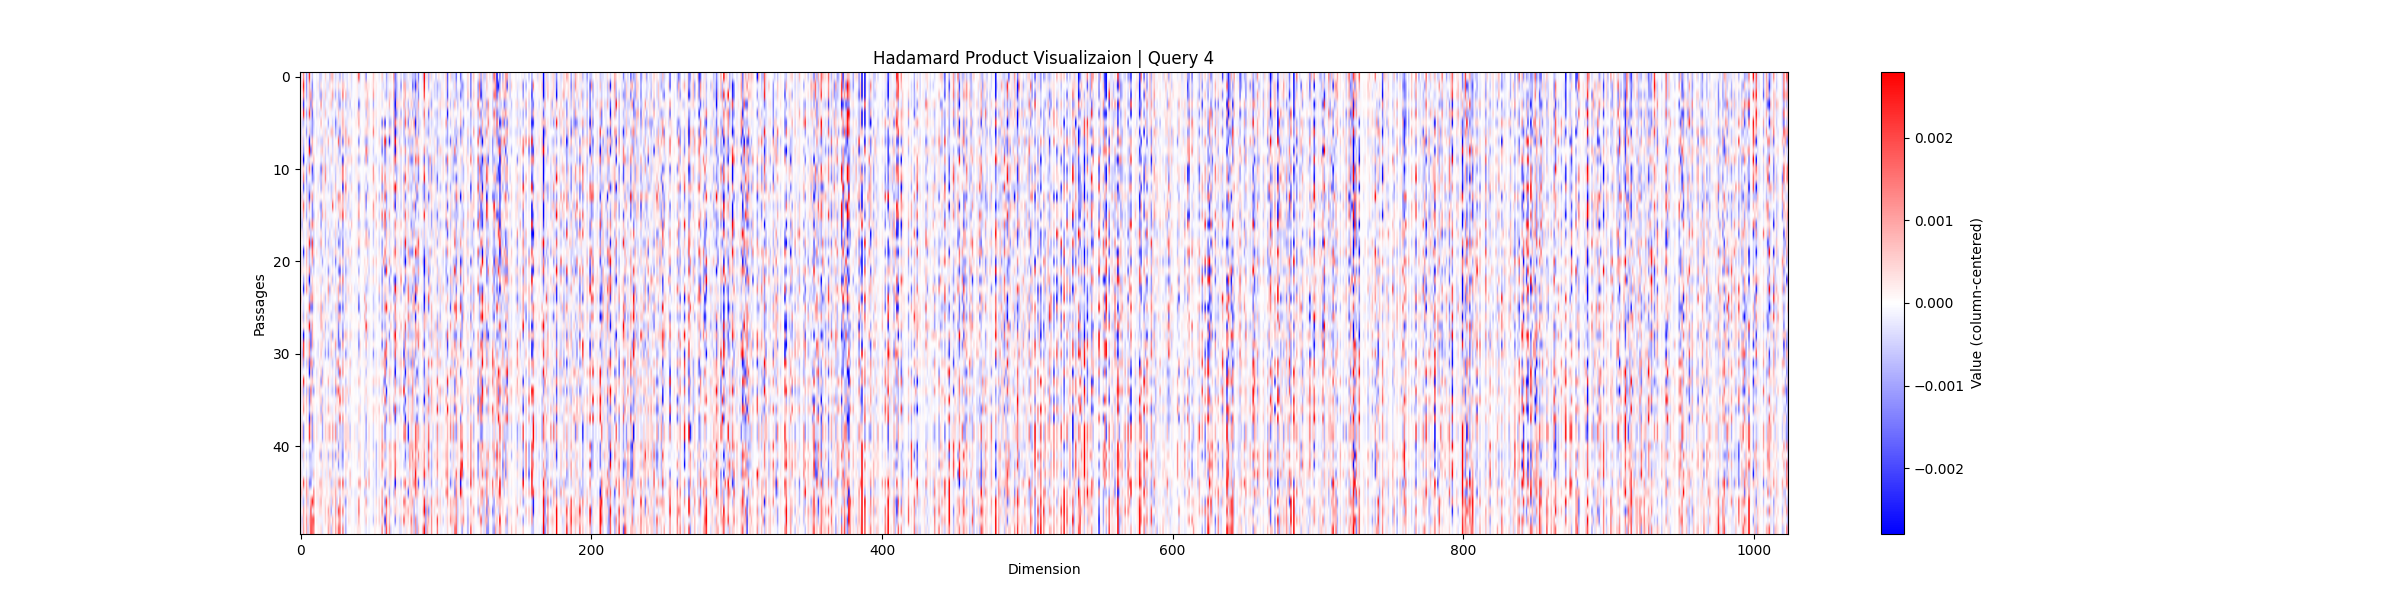 Hadamard Product Visualizaion | Query 4
Passages
0
10
20
30
40
0 200 400 600 800 1000
Dimension
0.002
0.001
0.000
−0.001
−0.002
Value (column-centered)